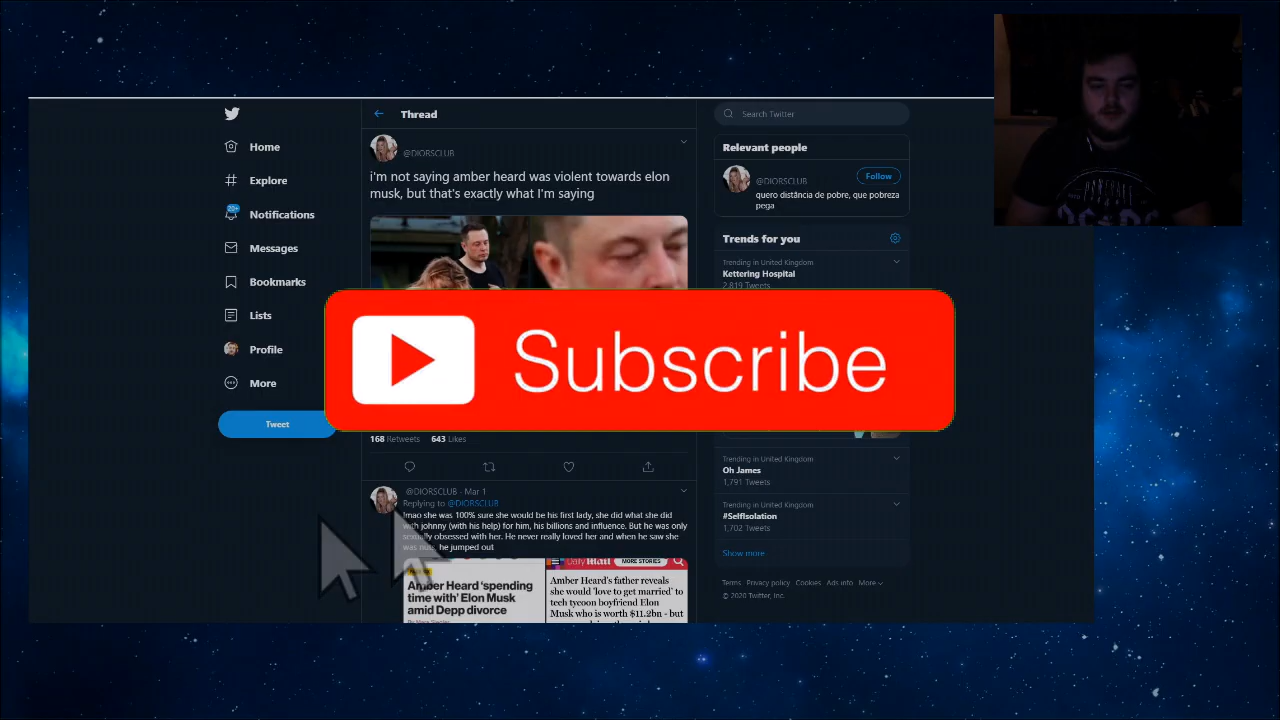 Thread
@DIORSCLUB
i'm not saying amber heard was violent towards elon
musk, but that's exactly what I'm saying
Home
Explore
20+
Notifications
Messages
Bookmarks
Lists
Profile
More
Tweet
Subscribe
168 Retweets 643 Likes
@DIORSCLUB · Mar 1
Replying to @DIORSCLUB
lmao she was 100% sure she would be his first lady, she did what she did
with johnny (with his help) for him, his billions and influence. But he was only
sexually obsessed with her. He never really loved her and when he saw she
was nuts, he jumped out
Amber Heard 'spending
time with' Elon Musk
amid Depp divorce
Daily Mail
MORE STORIES
Amber Heard's father reveals
she would 'love to get married' to
tech tycoon boyfriend Elon
Musk who is worth $11.2bn - but
Search Twitter
Relevant people
@DIORSCLUB
Follow
quero distância de pobre, que pobreza
pega
Trends for you
Trending in United Kingdom
Kettering Hospital
2,819 Tweets
Trending in United Kingdom
Oh James
1,791 Tweets
Trending in United Kingdom
#SelfIsolation
1,702 Tweets
Show more
Terms Privacy policy Cookies Ads info More
© 2020 Twitter, Inc.